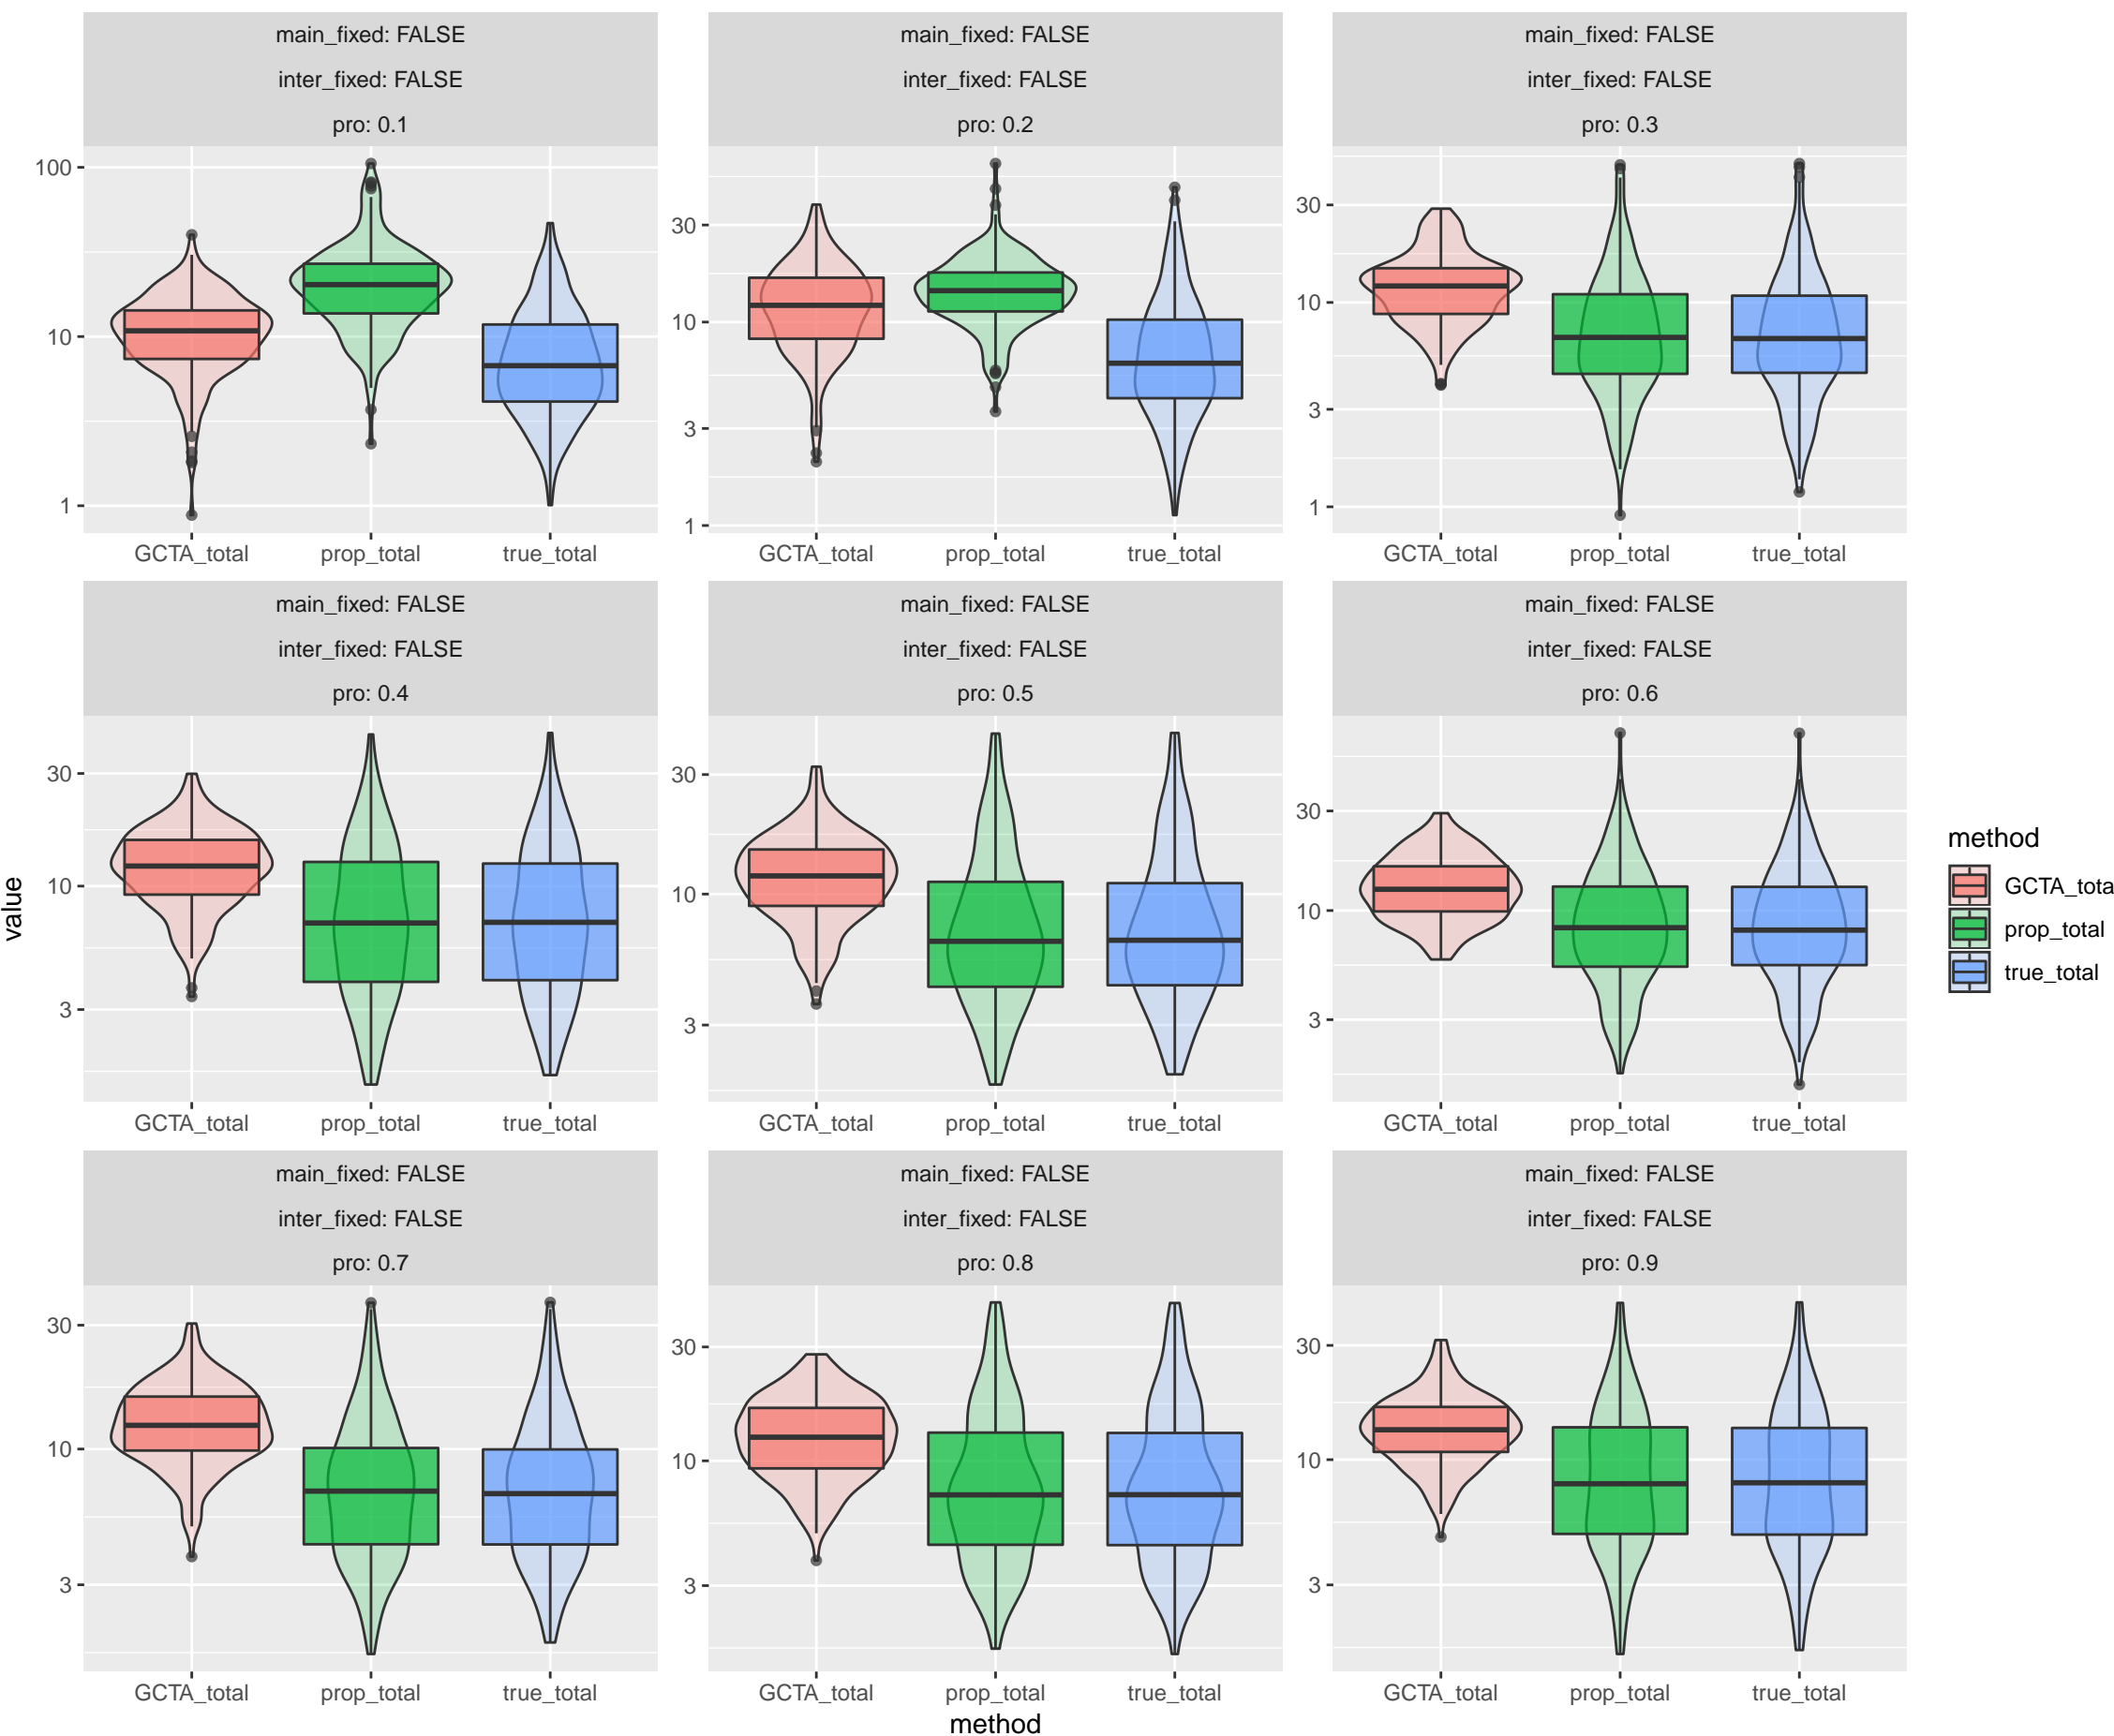 main_fixed: FALSE
inter_fixed: FALSE
pro: 0.1
main_fixed: FALSE
inter_fixed: FALSE
pro: 0.2
main_fixed: FALSE
inter_fixed: FALSE
pro: 0.3
100
10
1
30
10
3
1
30
10
3
1
GCTA_total prop_total true_total
GCTA_total prop_total true_total
GCTA_total prop_total true_total
main_fixed: FALSE
inter_fixed: FALSE
pro: 0.4
main_fixed: FALSE
inter_fixed: FALSE
pro: 0.5
main_fixed: FALSE
inter_fixed: FALSE
pro: 0.6
30
10
3
30
10
3
30
10
3
GCTA_total prop_total true_total
GCTA_total prop_total true_total
GCTA_total prop_total true_total
main_fixed: FALSE
inter_fixed: FALSE
pro: 0.7
main_fixed: FALSE
inter_fixed: FALSE
pro: 0.8
main_fixed: FALSE
inter_fixed: FALSE
pro: 0.9
30
10
3
30
10
3
30
10
3
GCTA_total prop_total true_total
GCTA_total prop_total true_total
GCTA_total prop_total true_total
method
value
method
GCTA_tota
prop_total
true_total